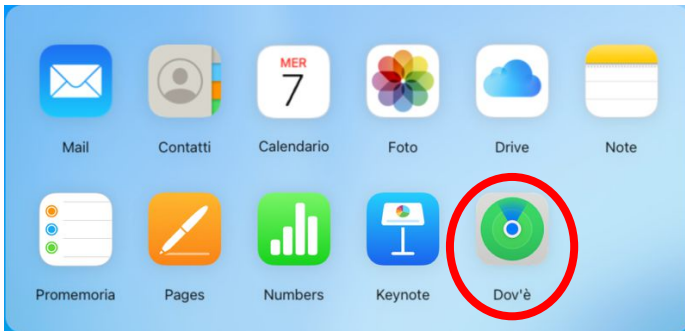 MER
7
Mail
Contatti
Calendario
Foto
Drive
Note
Promemoria
Pages
Numbers
Keynote
Dov'è